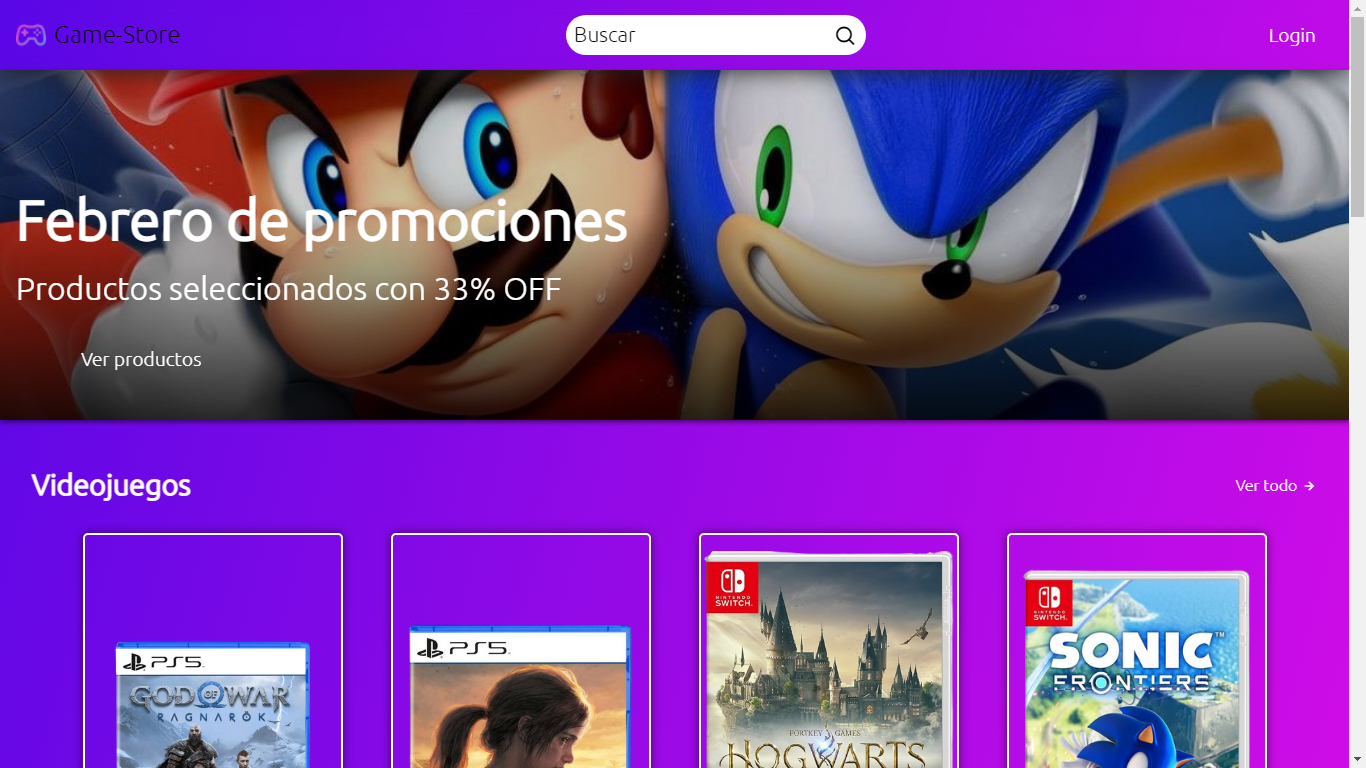 Game-Store
Buscar
Login
Febrero de promociones
Productos seleccionados con 33% OFF
Ver productos
Videojuegos
Ver todo →
PS5
GOD OF WAR
RAGNARÖK
PS5
NINTENDO
SWITCH
PORTKEY GAMES
HOGWARTS
NINTENDO
SWITCH
SONIC™
FRONTIERS